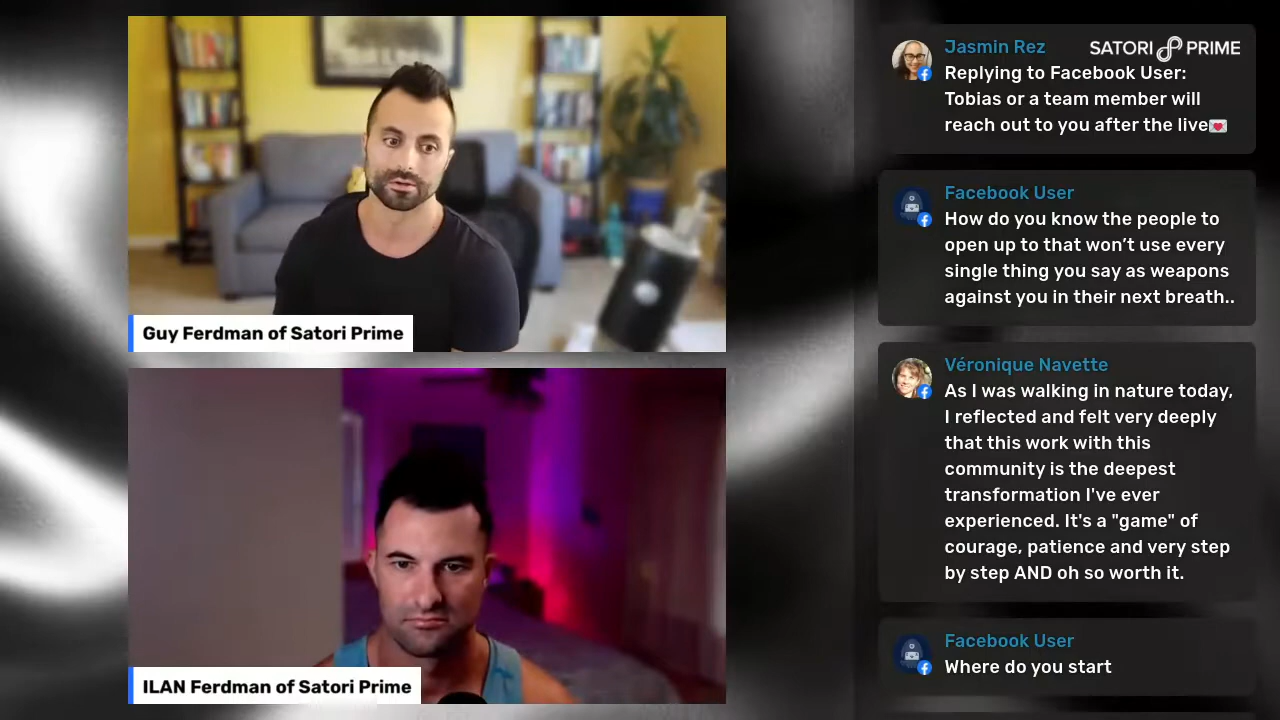 Guy Ferdman of Satori Prime
ILAN Ferdman of Satori Prime
SATORI PRIME
Jasmin Rez
Replying to Facebook User:
Tobias or a team member will
reach out to you after the live💌
Facebook User
How do you know the people to
open up to that won’t use every
single thing you say as weapons
against you in their next breath..
Véronique Navette
As I was walking in nature today,
I reflected and felt very deeply
that this work with this
community is the deepest
transformation I've ever
experienced. It's a "game" of
courage, patience and very step
by step AND oh so worth it.
Facebook User
Where do you start